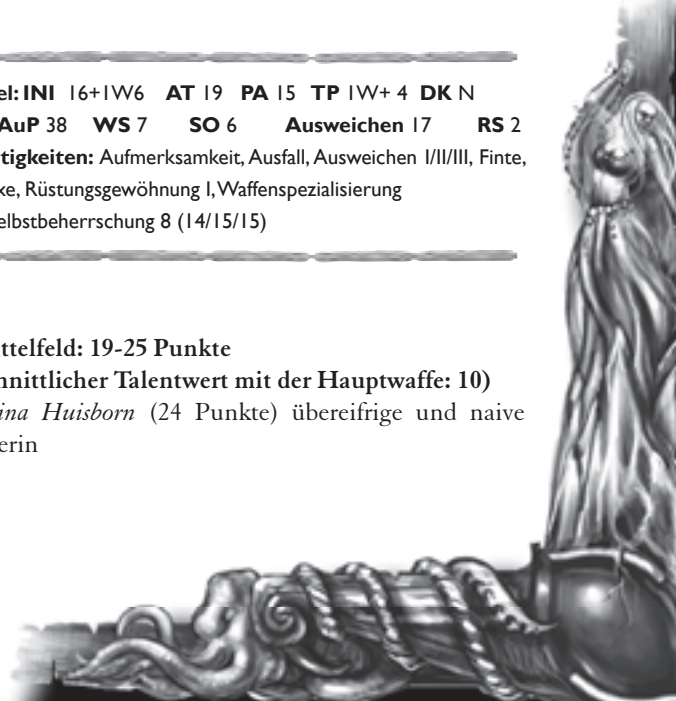 el: INI 16+1W6 AT 19 PA 15 TP 1W+ 4 DK N
AuP 38 WS 7 SO 6 Ausweichen 17 RS 2
tigkeiten: Aufmerksamkeit, Ausfall, Ausweichen I/II/III, Finte,
xe, Rüstungsgewöhnung I, Waffenspezialisierung
elbstbeherrschung 8 (14/15/15)
ttelfeld: 19-25 Punkte
hnittlicher Talentwert mit der Hauptwaffe: 10)
ina Huisborn (24 Punkte) übereifrige und naive
erin